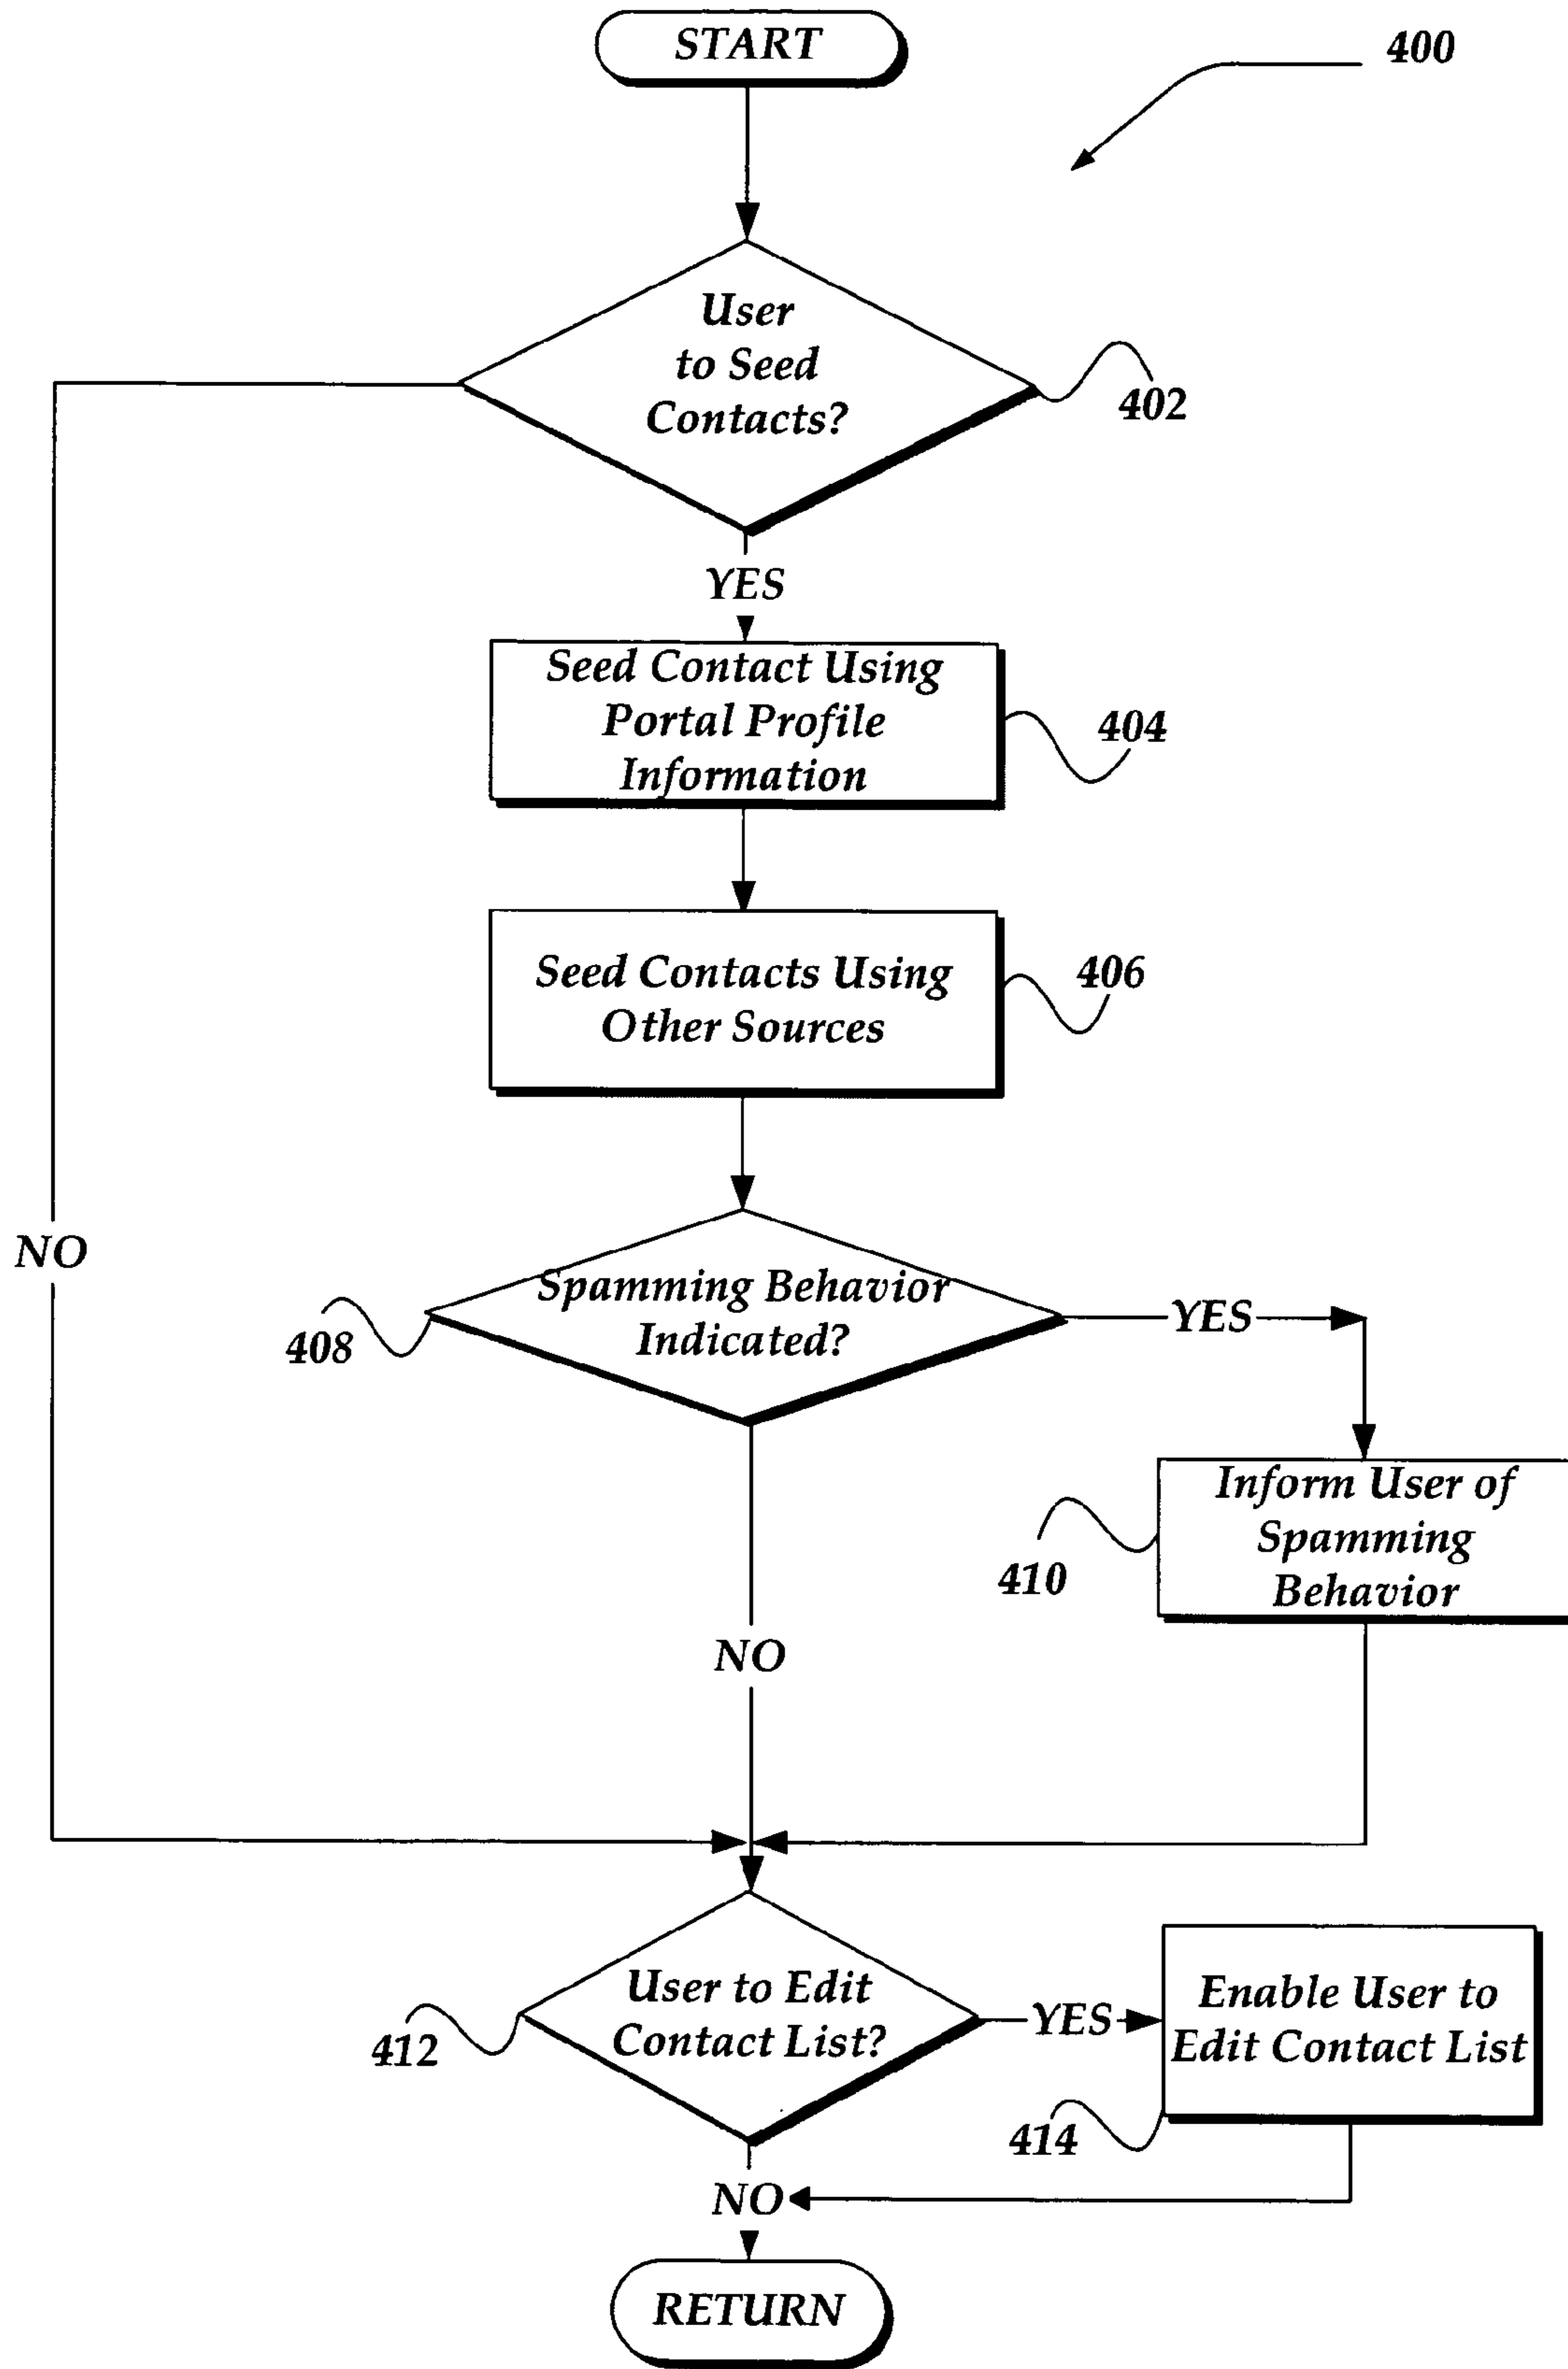 START
400
User
to Seed
Contacts?
402
YES
Seed Contact Using
Portal Profile
Information
404
Seed Contacts Using
Other Sources
406
NO
Spamming Behavior
Indicated?
408
YES
Inform User of
Spamming
Behavior
410
NO
User to Edit
Contact List?
412
YES
Enable User to
Edit Contact List
414
NO
RETURN